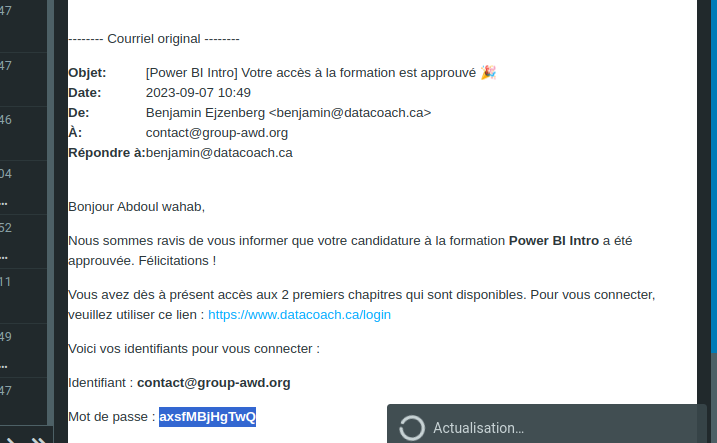 47
47
46
04
...
52
...
11
49
...
47
-------- Courriel original --------
Objet: [Power BI Intro] Votre accès à la formation est approuvé 🎉
Date: 2023-09-07 10:49
De: Benjamin Ejzenberg <benjamin@datacoach.ca>
À: contact@group-awd.org
Répondre à:benjamin@datacoach.ca
Bonjour Abdoul wahab,
Nous sommes ravis de vous informer que votre candidature à la formation Power BI Intro a été
approuvée. Félicitations !
Vous avez dès à présent accès aux 2 premiers chapitres qui sont disponibles. Pour vous connecter,
veuillez utiliser ce lien : https://www.datacoach.ca/login
Voici vos identifiants pour vous connecter :
Identifiant : contact@group-awd.org
Mot de passe : axsfMBjHgTwQ
Actualisation...